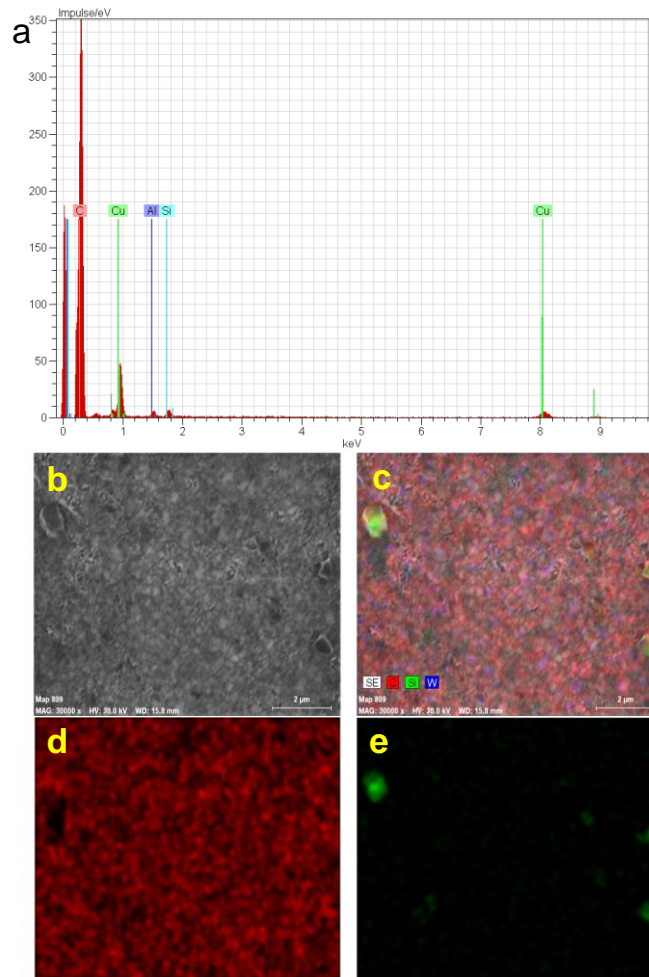 a
Impulse/eV
350
300
250
200
150
100
50
0
C
Cu
Al
Si
Cu
0 1 2 3 4 5 6 7 8 9
keV
b
Map 809
MAG: 30000 x HV: 30.0 kV WD: 15.8 mm
2 µm
c
SE C Si W
Map 809
MAG: 30000 x HV: 30.0 kV WD: 15.8 mm
2 µm
d
e